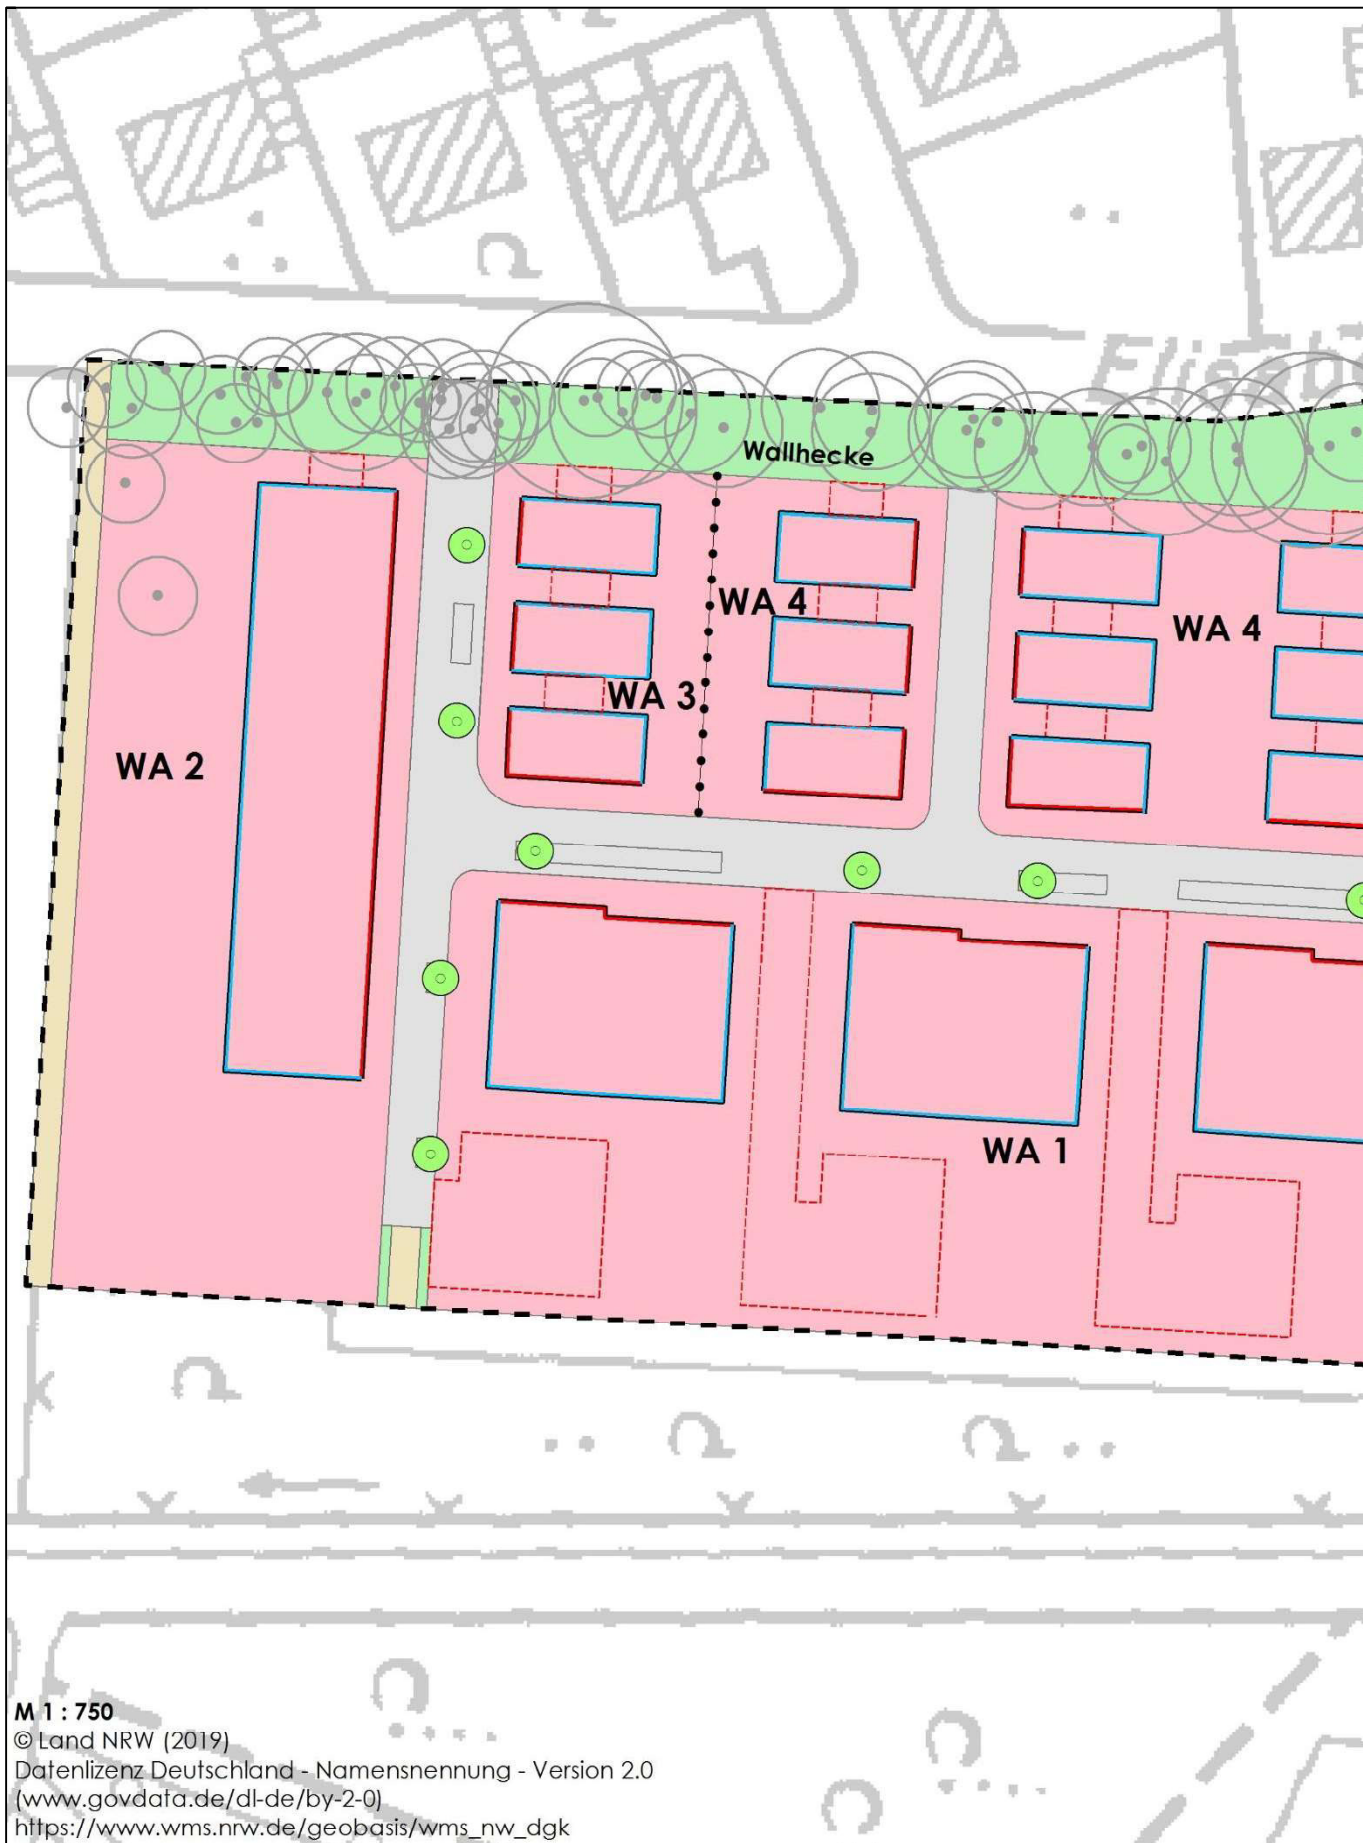 Wallhecke
WA 4
WA 4
WA 3
WA 2
WA 1
M 1 : 750
© Land NRW (2019)
Datenlizenz Deutschland - Namensnennung - Version 2.0
(www.govdata.de/dl-de/by-2-0)
https://www.wms.nrw.de/geobasis/wms_nw_dgk